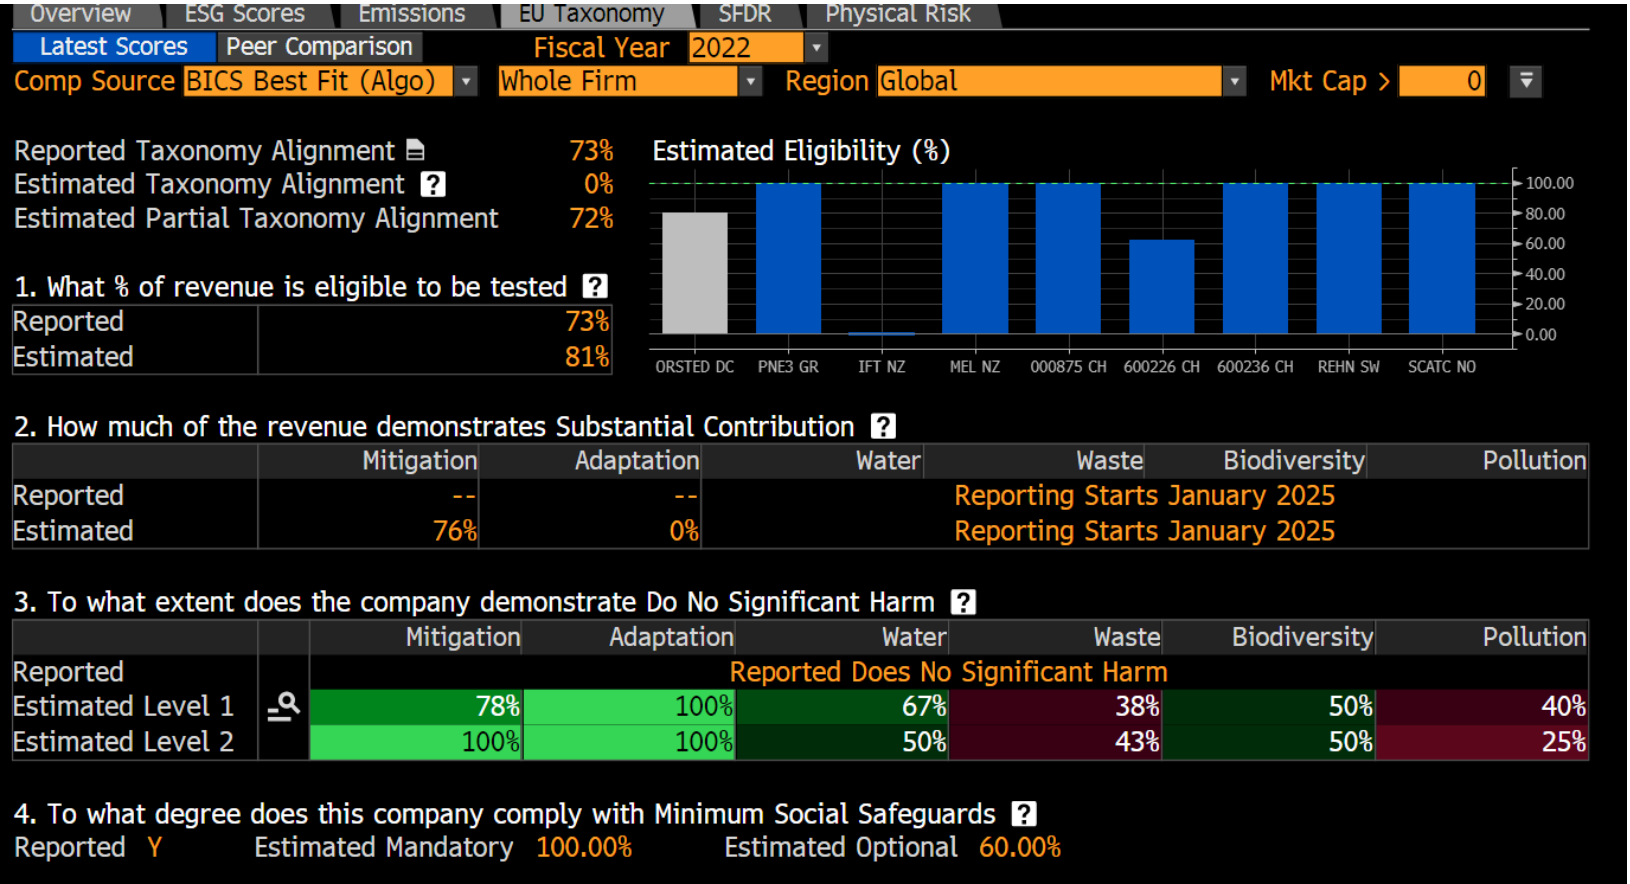 Overview ESG Scores Emissions EU Taxonomy SFDR Physical Risk
Latest Scores Peer Comparison Fiscal Year 2022
Comp Source BICS Best Fit (Algo) Whole Firm Region Global Mkt Cap > 0
Reported Taxonomy Alignment 73%
Estimated Taxonomy Alignment ? 0%
Estimated Partial Taxonomy Alignment 72%
1. What % of revenue is eligible to be tested ?
Reported 73%
Estimated 81%
Estimated Eligibility (%)
100.00
80.00
60.00
40.00
20.00
0.00
ORSTED DC PNE3 GR IFT NZ MEL NZ 000875 CH 600226 CH 600236 CH REHN SW SCATC NO
2. How much of the revenue demonstrates Substantial Contribution ?
Mitigation Adaptation Water Waste Biodiversity Pollution
Reported -- -- Reporting Starts January 2025
Estimated 76% 0% Reporting Starts January 2025
3. To what extent does the company demonstrate Do No Significant Harm ?
Mitigation Adaptation Water Waste Biodiversity Pollution
Reported Reported Does No Significant Harm
Estimated Level 1 78% 100% 67% 38% 50% 40%
Estimated Level 2 100% 100% 50% 43% 50% 25%
4. To what degree does this company comply with Minimum Social Safeguards ?
Reported Y Estimated Mandatory 100.00% Estimated Optional 60.00%